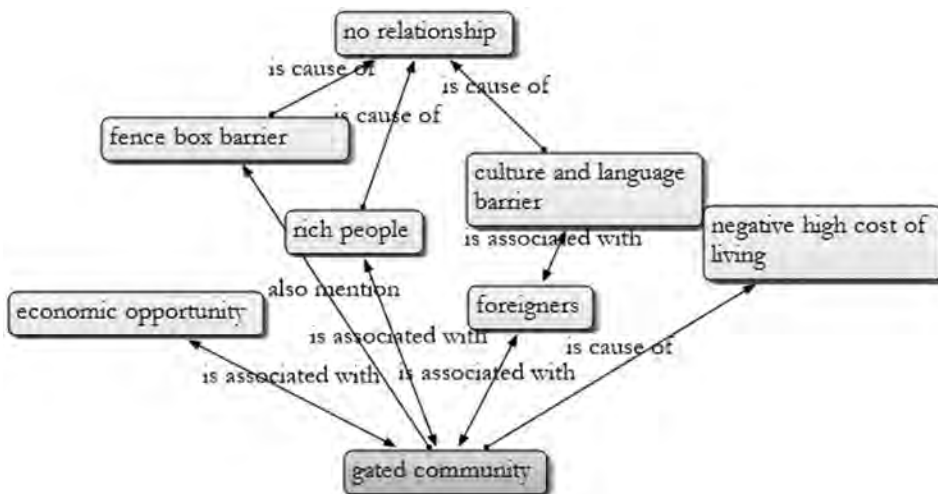 no relationship
is cause of
is cause of
is cause of
fence box barrier
culture and language
barrier
rich people
negative high cost of
living
is associated with
also mention
foreigners
economic opportunity
is associated with
is cause of
is associated with
is associated with
gated community